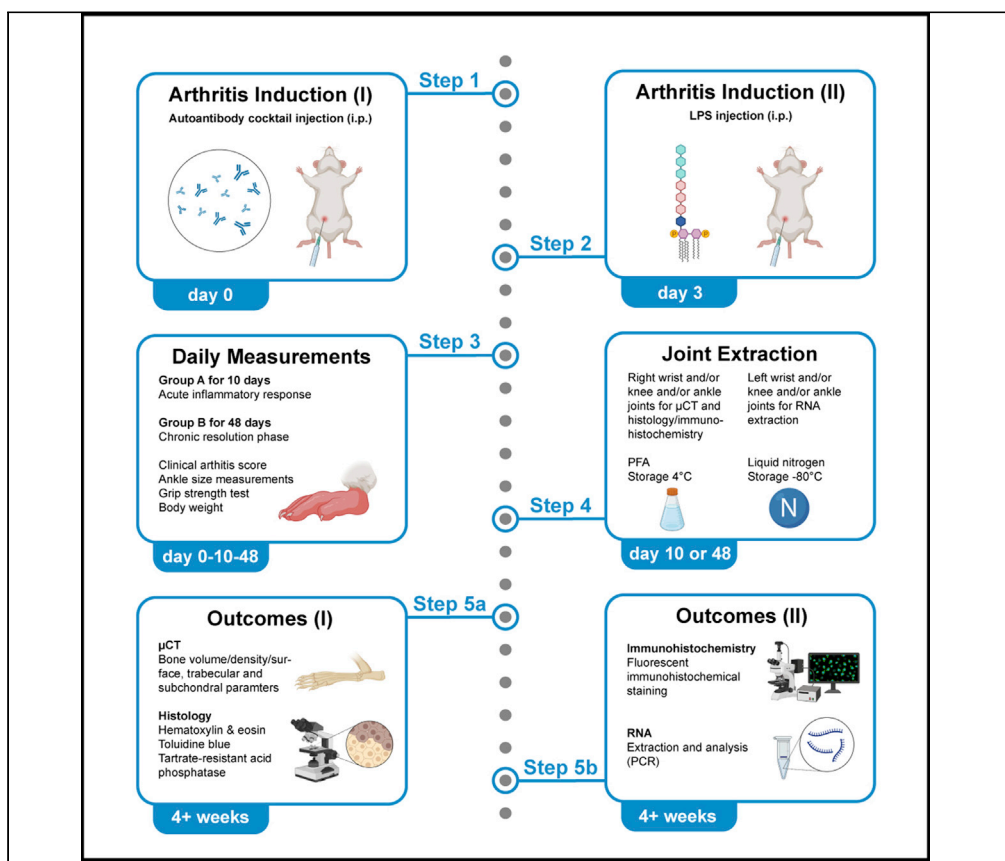 Step 1
Arthritis Induction (I)
Autoantibody cocktail injection (i.p.)
day 0
Arthritis Induction (II)
LPS injection (i.p.)
P
P
Step 2
day 3
Step 3
Daily Measurements
Group A for 10 days
Acute inflammatory response
Group B for 48 days
Chronic resolution phase
Clinical arthitis score
Ankle size measurements
Grip strength test
Body weight
day 0-10-48
Joint Extraction
Right wrist and/or
knee and/or ankle
joints for µCT and
histology/immuno-
histochemistry
PFA
Storage 4°C
Left wrist and/or
knee and/or ankle
joints for RNA
extraction
Liquid nitrogen
Storage -80°C
N
Step 4
day 10 or 48
Step 5a
Outcomes (I)
µCT
Bone volume/density/sur-
face, trabecular and
subchondral paramters
Histology
Hematoxylin & eosin
Toluidine blue
Tartrate-resistant acid
phosphatase
4+ weeks
Outcomes (II)
Immunohistochemistry
Fluorescent
immunohistochemical
staining
RNA
Extraction and analysis
(PCR)
Step 5b
4+ weeks